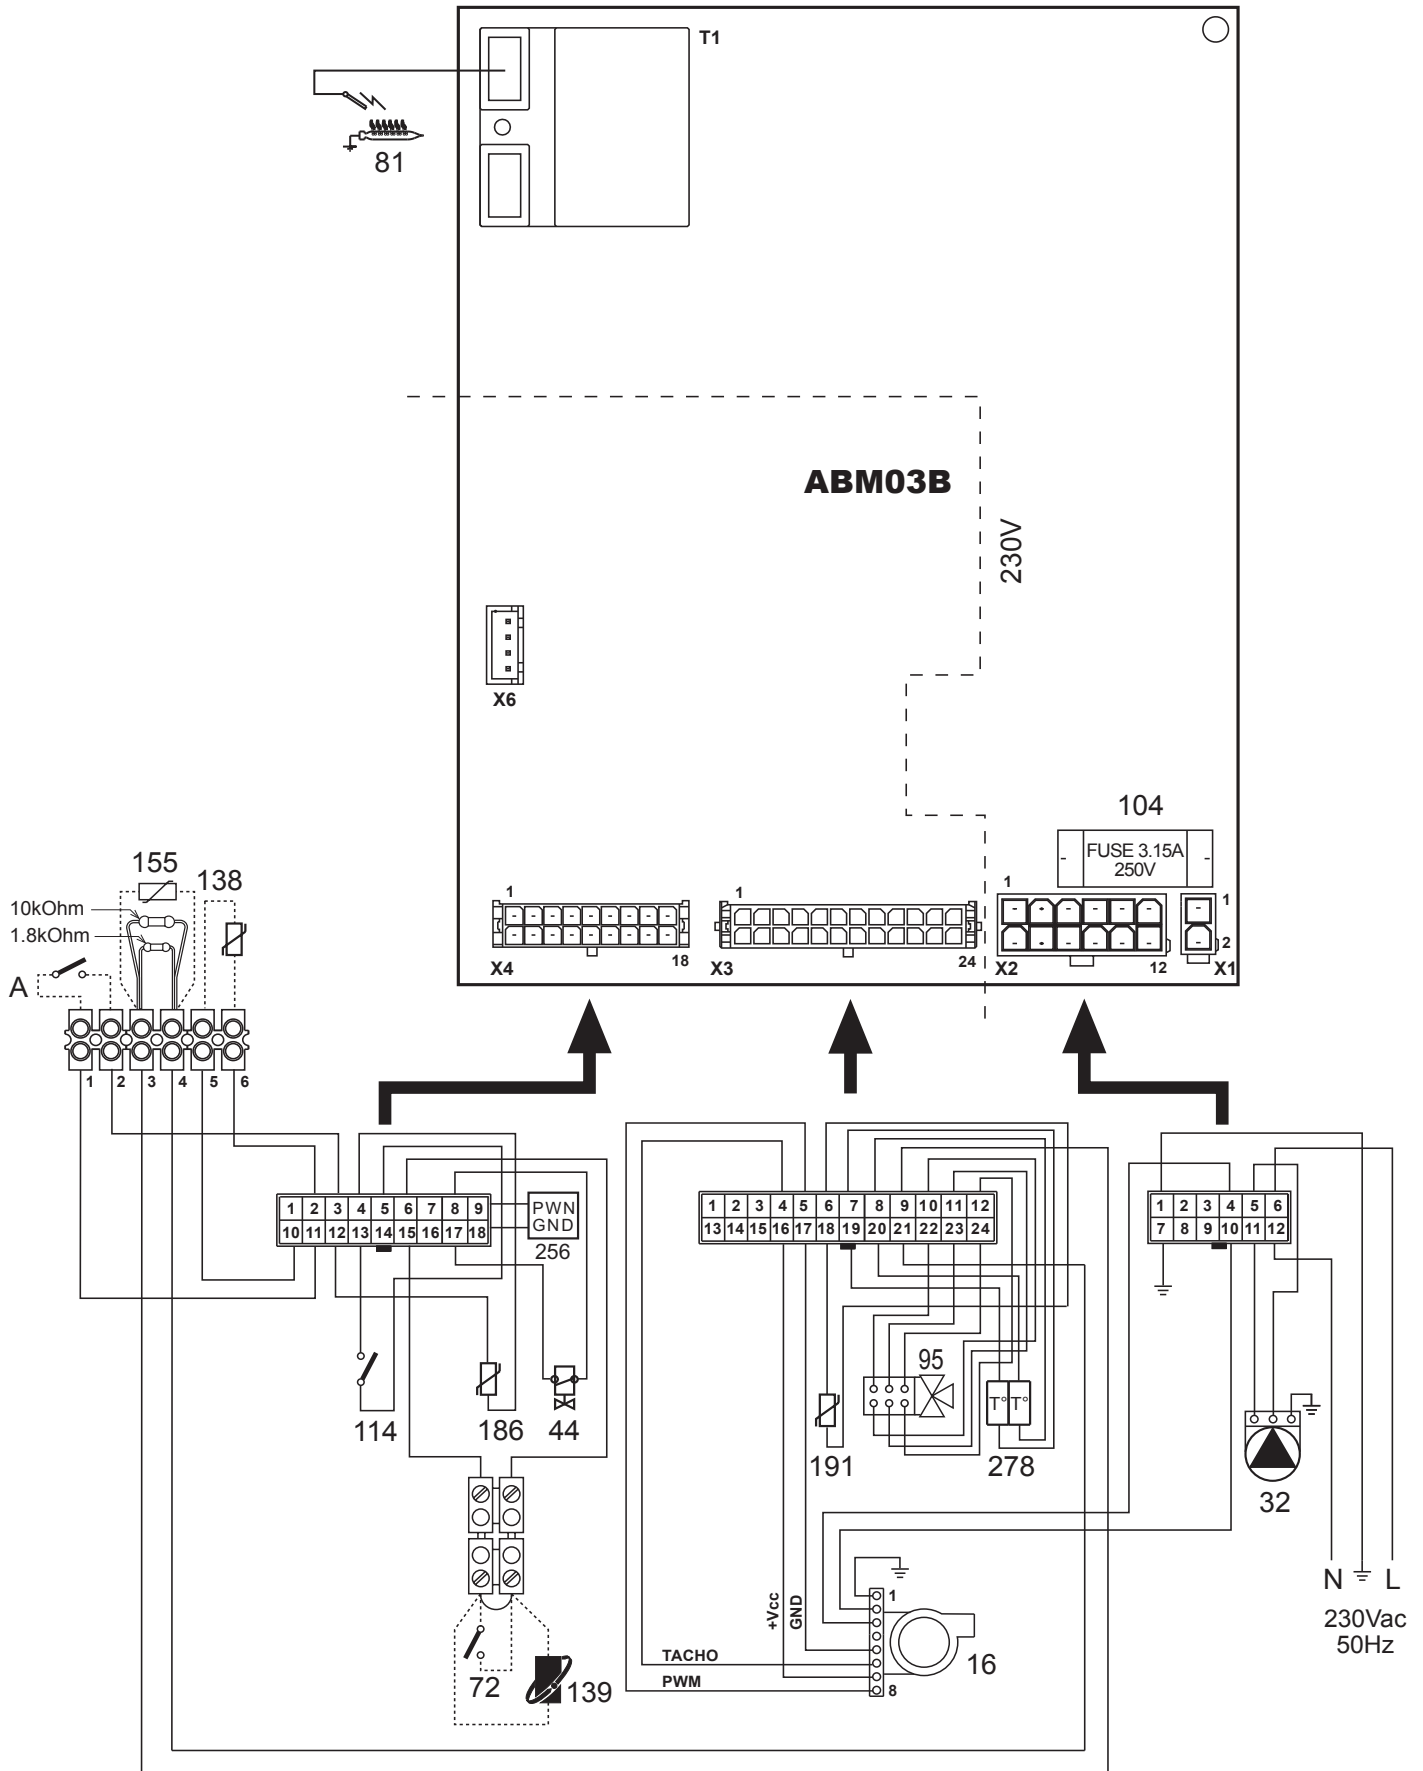 T1
81
ABM03B
230V
X6
104
FUSE 3.15A
250V
155
138
10kOhm
1.8kOhm
A
1
18
X4
1
24
X3
1
12
X2
1
2
X1
1 2 3 4 5 6
1 2 3 4 5 6 7 8 9
10 11 12 13 14 15 16 17 18
PWN
GND
256
1 2 3 4 5 6 7 8 9 10 11 12
13 14 15 16 17 18 19 20 21 22 23 24
1 2 3 4 5 6
7 8 9 10 11 12
114
186
44
191
95
T° T°
278
32
N L
230Vac
50Hz
+Vcc
GND
TACHO
PWM
1
8
16
72
139